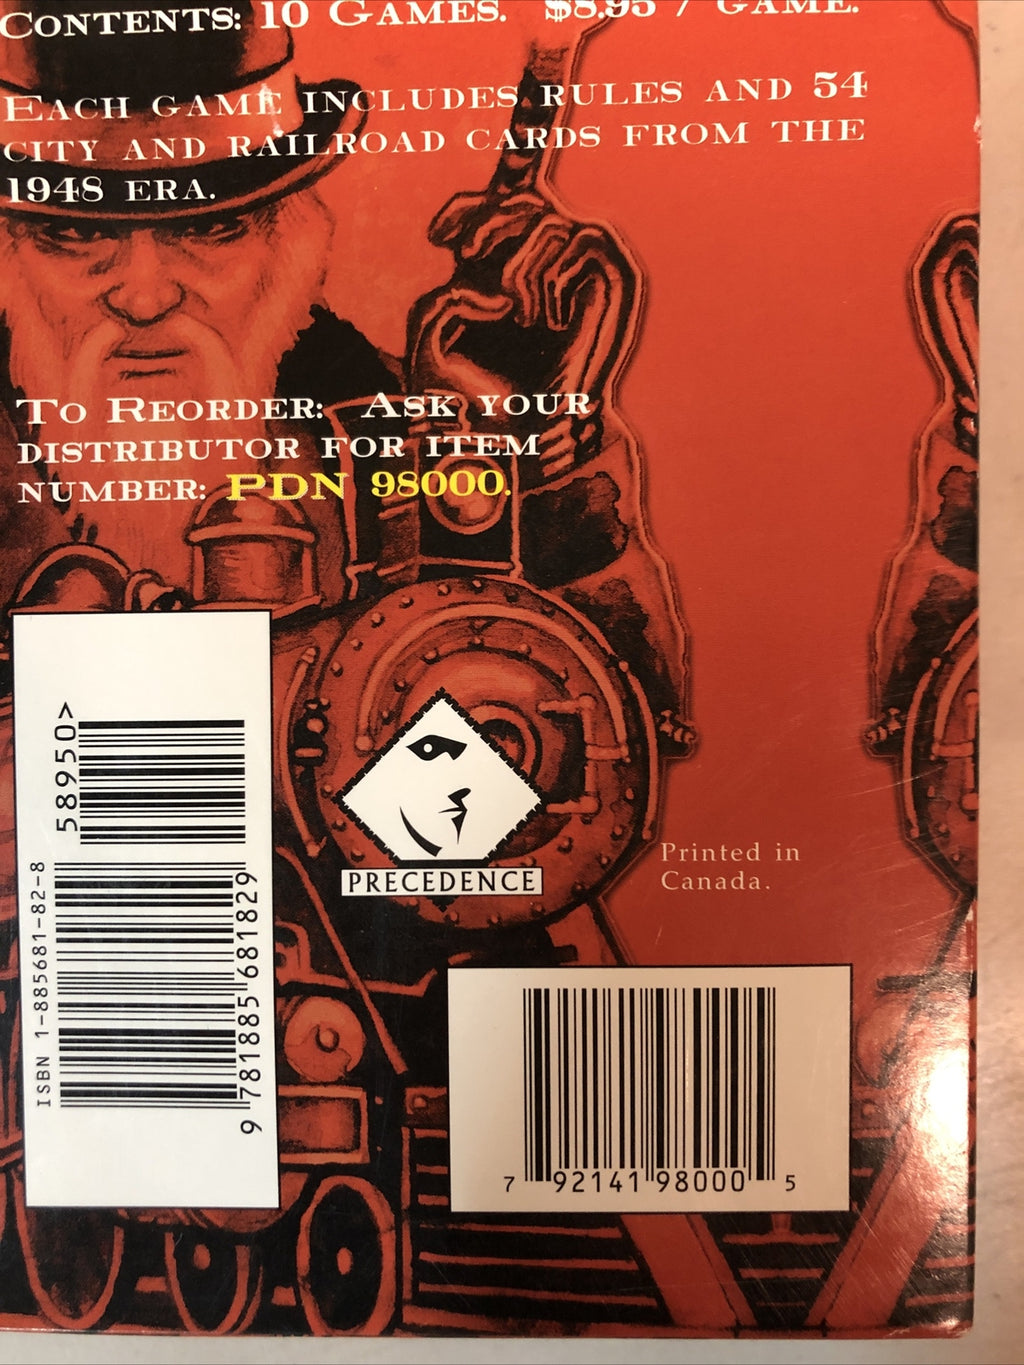 Contents: 10 Games. $8.95 / Game.
Each game includes rules and 54
city and railroad cards from the
1948 era.
To Reorder: Ask your
distributor for item
number: PDN 98000.
58950>
ISBN 1-885681-82-8
9 781885 681829
PRECEDENCE
Printed in
Canada.
7 92141 98000 5